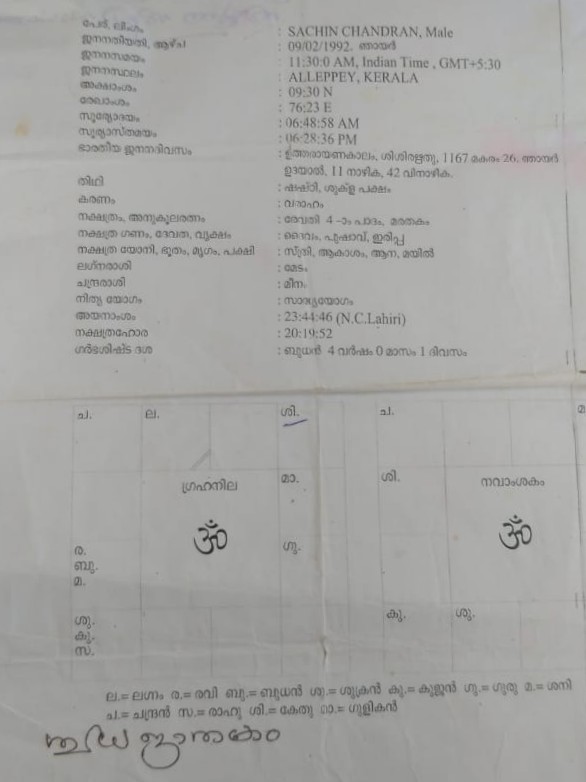 പേര്, ലിംഗം : SACHIN CHANDRAN, Male
ജനനതീയതി, ആഴ്ച : 09/02/1992. ഞായർ
ജനനസമയം : 11:30:0 AM, Indian Time , GMT+5:30
ജനനസ്ഥലം : ALLEPPEY, KERALA
അക്ഷാംശം : 09:30 N
രേഖാംശം : 76:23 E
സൂര്യോദയം : 06:48:58 AM
സൂര്യാസ്തമയം : 06:28:36 PM
ഭാരതീയ ജനനദിവസം : ഉത്തരായണകാലം, ശിശിരഋതു, 1167 മകരം 26. ഞായർ
ഉദയാൽ. 11 നാഴിക, 42 വിനാഴിക.
തിഥി : ഷഷ്ഠി, ശുക്ള പക്ഷം
കരണം : വരാഹം
നക്ഷത്രം, അനുകൂലരത്നം : രേവതി 4 -ാം പാദം, മരതകം
നക്ഷത്ര ഗണം, ദേവത, വൃക്ഷം : ദൈവം, പൂഷാവ്, ഇരിപ്പ
നക്ഷത്ര യോനി, ഭൂതം, മൃഗം, പക്ഷി : സ്ത്രീ, ആകാശം, ആന, മയിൽ
ലഗ്നരാശി : മേടം
ചന്ദ്രരാശി : മീനം
നിത്യ യോഗം : സാദ്ധ്യയോഗം
അയനാംശം : 23:44:46 (N.C.Lahiri)
നക്ഷത്രഹോര : 20:19:52
ഗർഭശിഷ്ട ദശ : ബുധൻ 4 വർഷം 0 മാസം 1 ദിവസം
ച. ല. ശി. ച. മ
ഗ്രഹനില മാ. ശി. നവാംശകം
ॐ ॐ
ര. ഗു.
ബു.
മ.
ശു. കു. ശു.
കു.
സ.
ല.= ലഗ്നം ര.= രവി ബു.= ബുധൻ ശു.= ശുക്രൻ കു.= കുജൻ ഗു.= ഗുരു മ.= ശനി
ച.= ചന്ദ്രൻ സ.= രാഹു ശി.= കേതു മാ.= ഗുളികൻ
ജാതകം